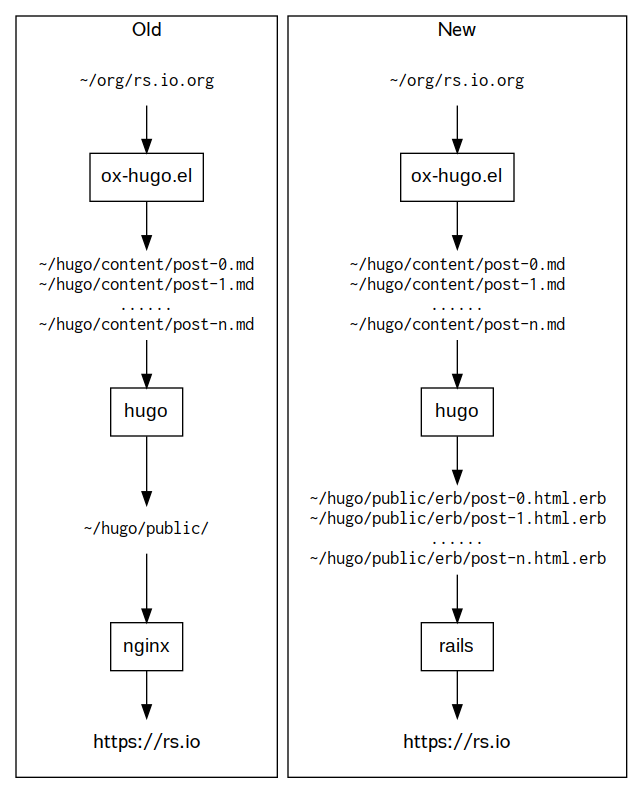 Old
~/org/rs.io.org
ox-hugo.el
~/hugo/content/post-0.md
~/hugo/content/post-1.md
......
~/hugo/content/post-n.md
hugo
~/hugo/public/
nginx
https://rs.io
New
~/org/rs.io.org
ox-hugo.el
~/hugo/content/post-0.md
~/hugo/content/post-1.md
......
~/hugo/content/post-n.md
hugo
~/hugo/public/erb/post-0.html.erb
~/hugo/public/erb/post-1.html.erb
......
~/hugo/public/erb/post-n.html.erb
rails
https://rs.io